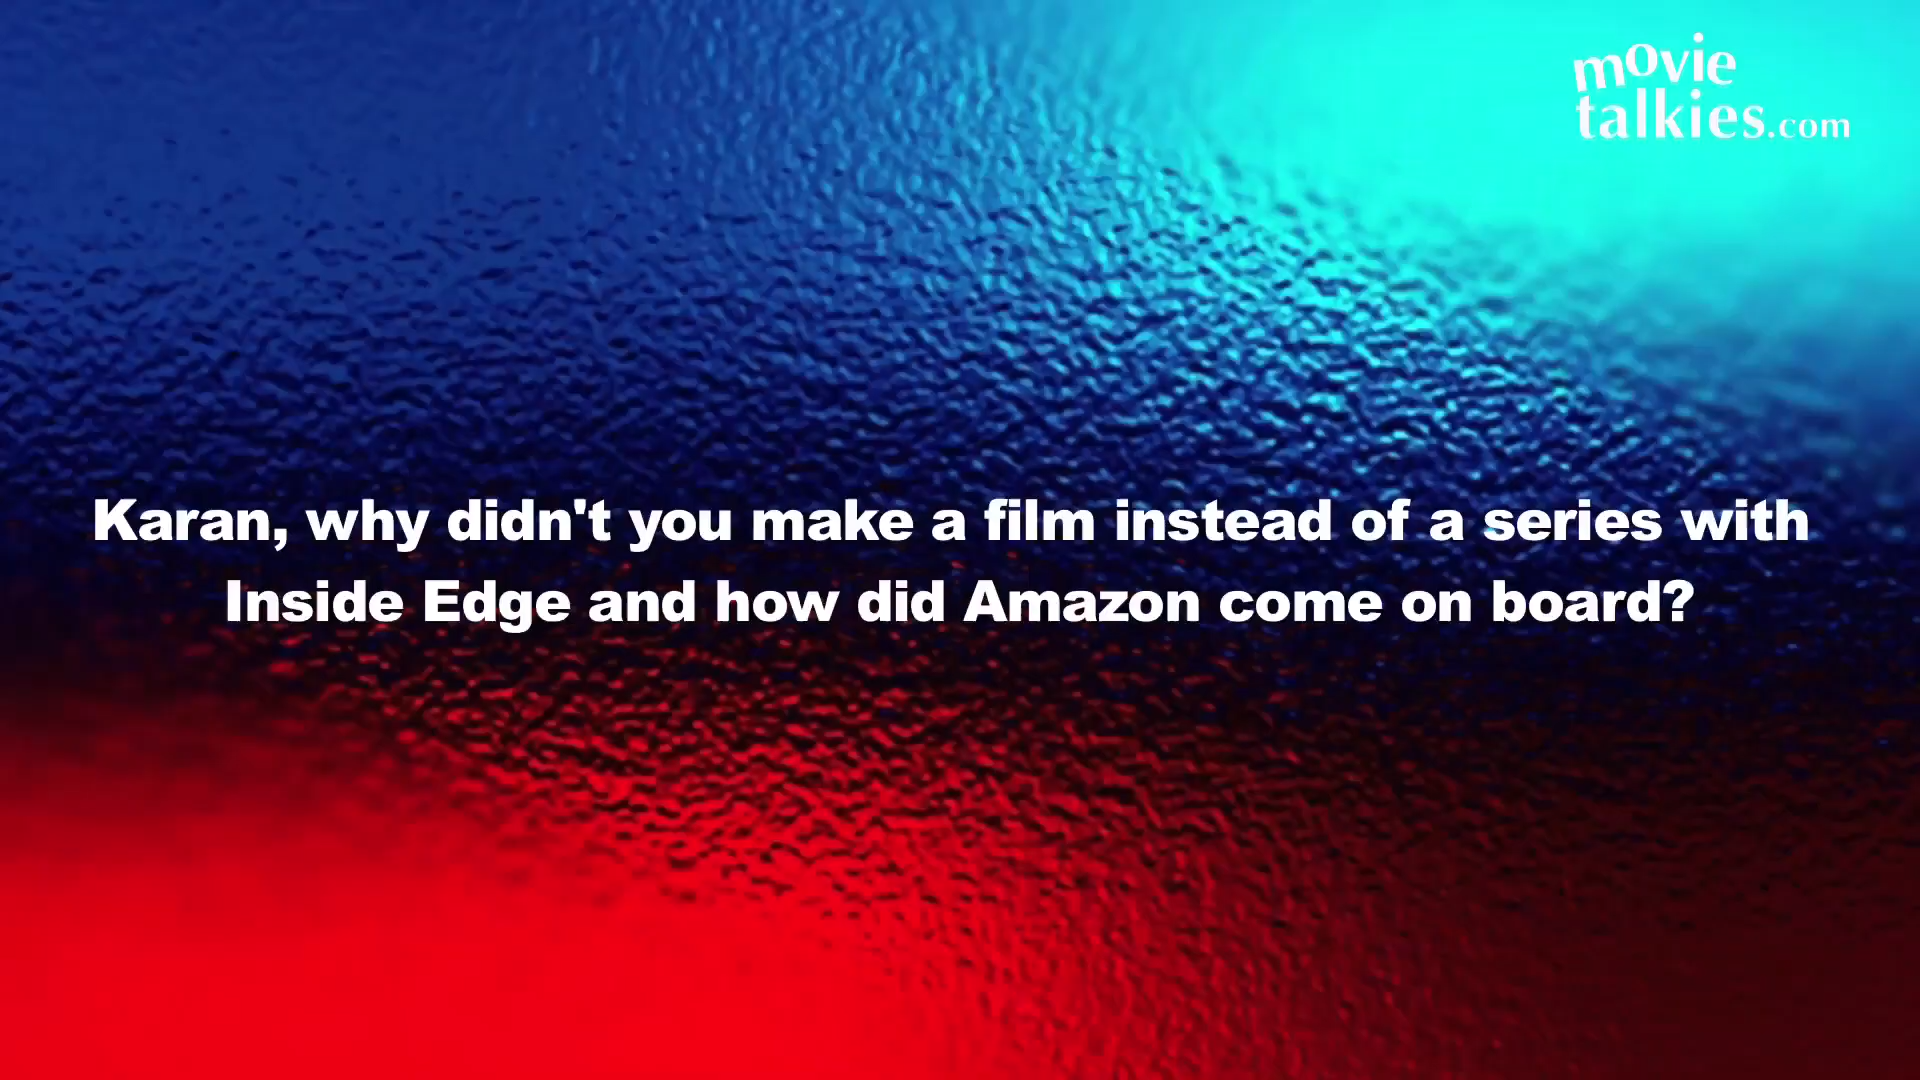 movie
talkies.com
Karan, why didn't you make a film instead of a series with
Inside Edge and how did Amazon come on board?